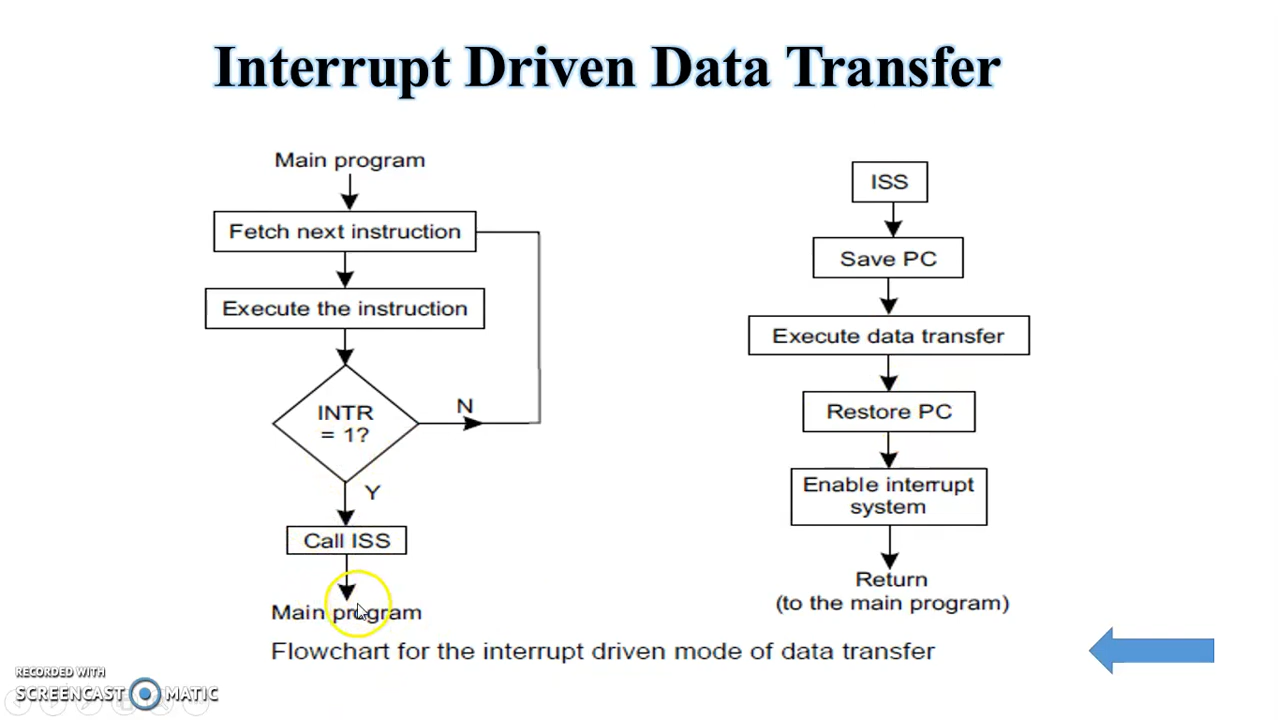 Interrupt Driven Data Transfer
Main program
Fetch next instruction
Execute the instruction
INTR
= 1?
N
Y
Call ISS
Main program
ISS
Save PC
Execute data transfer
Restore PC
Enable interrupt
system
Return
(to the main program)
Flowchart for the interrupt driven mode of data transfer
RECORDED WITH
SCREENCAST MATIC